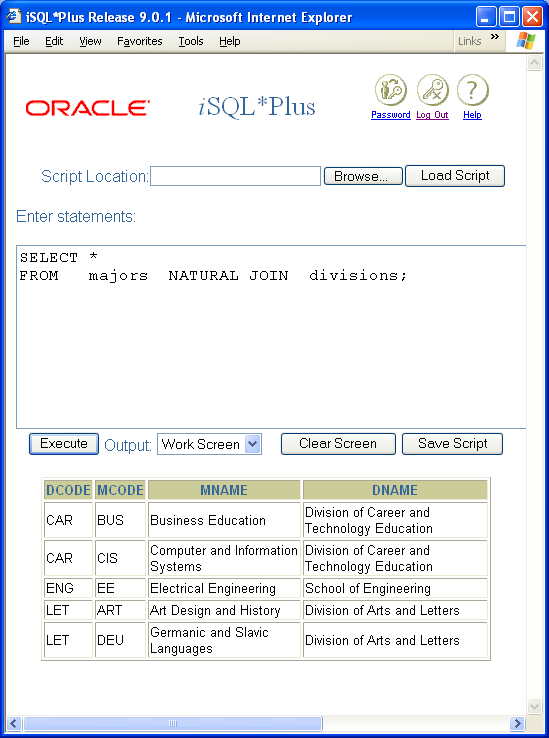 iSQL*Plus Release 9.0.1 - Microsoft Internet Explorer
File Edit View Favorites Tools Help Links »
ORACLE® iSQL*Plus
Password Log Out Help
Script Location: Browse... Load Script
Enter statements:
SELECT *
FROM majors NATURAL JOIN divisions;
Execute Output: Work Screen Clear Screen Save Script
DCODE MCODE MNAME DNAME
CAR BUS Business Education Division of Career and
Technology Education
CAR CIS Computer and Information Division of Career and
Systems Technology Education
ENG EE Electrical Engineering School of Engineering
LET ART Art Design and History Division of Arts and Letters
LET DEU Germanic and Slavic Division of Arts and Letters
Languages